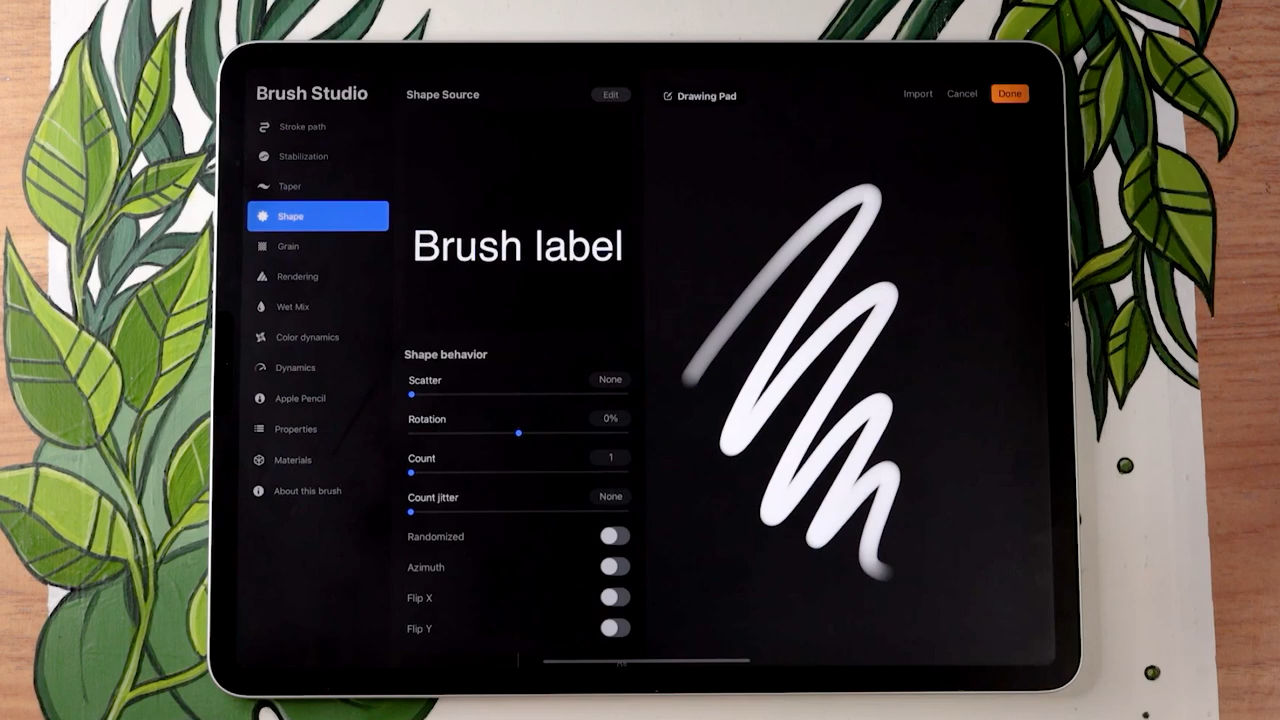 Brush Studio
Stroke path
Stabilization
Taper
Shape
Grain
Rendering
Wet Mix
Color dynamics
Dynamics
Apple Pencil
Properties
Materials
About this brush
Shape Source
Edit
Brush label
Shape behavior
Scatter
None
Rotation
0%
Count
1
Count jitter
None
Randomized
Azimuth
Flip X
Flip Y
Drawing Pad
Import
Cancel
Done